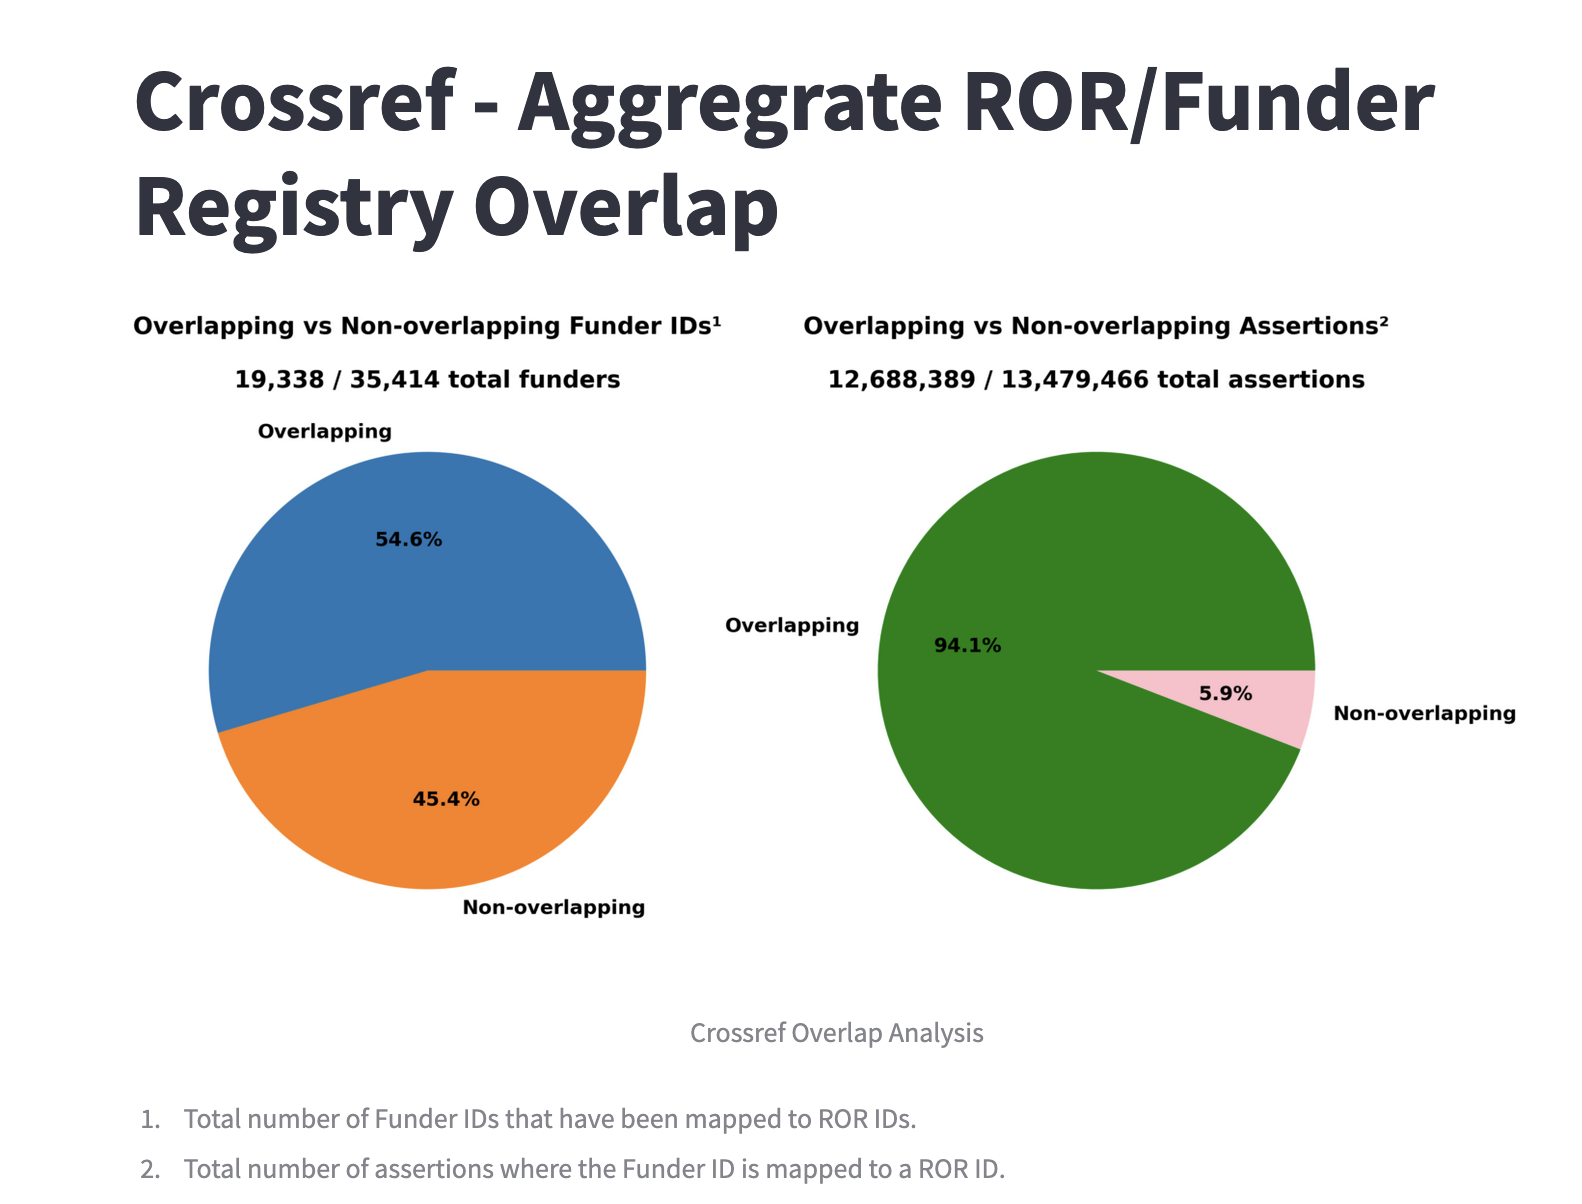 Crossref - Aggregrate ROR/Funder
Registry Overlap
Overlapping vs Non-overlapping Funder IDs¹
19,338 / 35,414 total funders
Overlapping
54.6%
45.4%
Non-overlapping
Overlapping vs Non-overlapping Assertions²
12,688,389 / 13,479,466 total assertions
Overlapping
94.1%
5.9%
Non-overlapping
Crossref Overlap Analysis
1. Total number of Funder IDs that have been mapped to ROR IDs.
2. Total number of assertions where the Funder ID is mapped to a ROR ID.